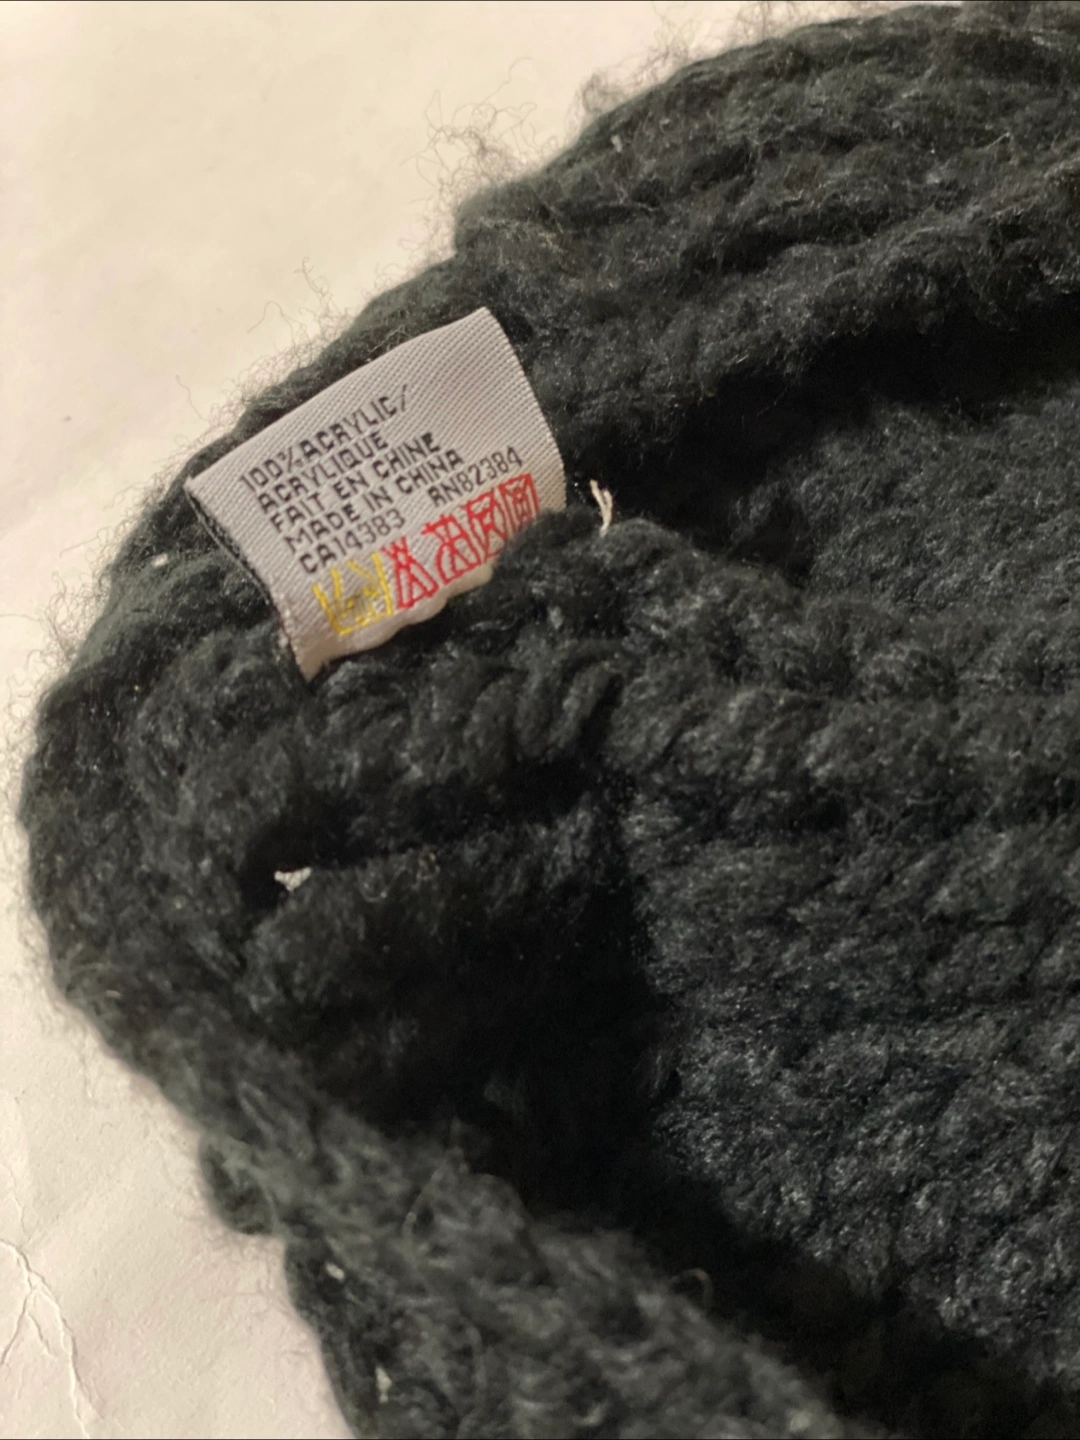 100%ACRYLIC/
ACRYLIQUE
FAIT EN CHINE
MADE IN CHINA
CA14383 RN82384